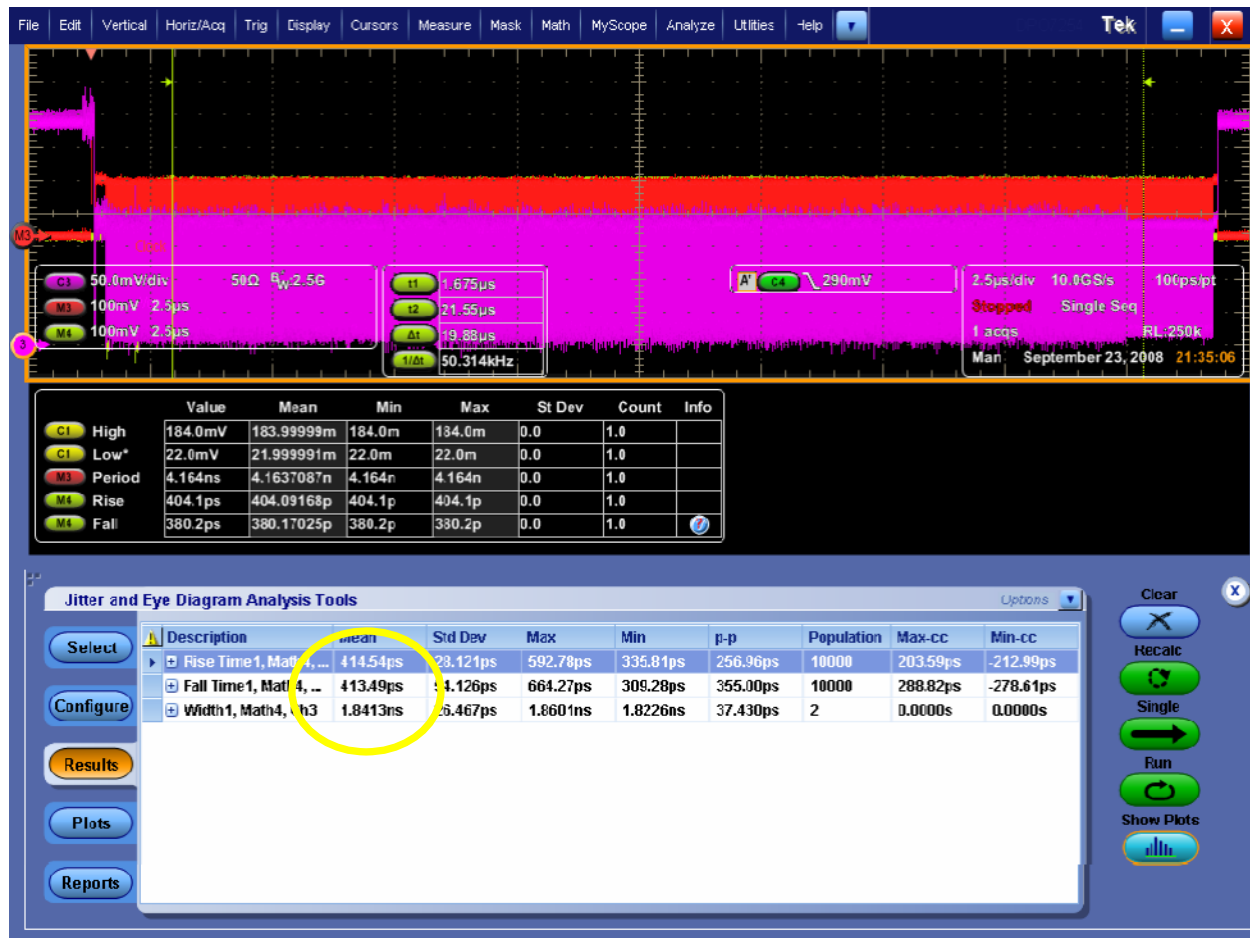 File Edit Vertical Horiz/Acq Trig Display Cursors Measure Mask Math MyScope Analyze Utilities Help Tek X
M3
Clock
C3 50.0mV/div 50Ω BW:2.5G
M3 100mV 2.5µs
M4 100mV 2.5µs
3
t1 1.675µs
t2 21.55µs
Δt 19.88µs
1/Δt 50.314kHz
A' C4 290mV
2.5µs/div 10.0GS/s 100ps/pt
Stopped Single Seq
1 acqs RL:250k
Man September 23, 2008 21:35:06
Value Mean Min Max St Dev Count Info
C1 High 184.0mV 183.99999m 184.0m 184.0m 0.0 1.0
C1 Low* 22.0mV 21.999991m 22.0m 22.0m 0.0 1.0
M3 Period 4.164ns 4.1637087n 4.164n 4.164n 0.0 1.0
M4 Rise 404.1ps 404.09168p 404.1p 404.1p 0.0 1.0
M4 Fall 380.2ps 380.17025p 380.2p 380.2p 0.0 1.0
Jitter and Eye Diagram Analysis Tools
Options
Select
Configure
Results
Plots
Reports
Description Mean Std Dev Max Min p-p Population Max-cc Min-cc
Rise Time1, Math4, ... 414.54ps 28.121ps 592.78ps 335.81ps 256.96ps 10000 203.59ps -212.99ps
Fall Time1, Math4, ... 413.49ps 54.126ps 664.27ps 309.28ps 355.00ps 10000 288.82ps -278.61ps
Width1, Math4, Ch3 1.8413ns 26.467ps 1.8601ns 1.8226ns 37.430ps 2 0.0000s 0.0000s
Clear
x
Recalc
Single
Run
Show Plots